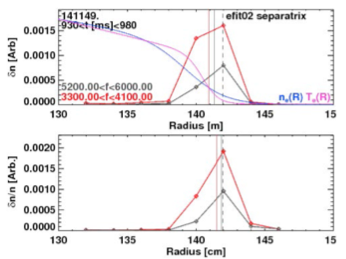 141149.
930<t [ms]<980
efit02 separatrix
0.0015
0.0010
0.0005
0.0000
δn [Arb]
5200.00<f<6000.00
3300.00<f<4100.00
nₑ(R) Tₑ(R)
130 135 140 145 15
Radius [m]
0.0020
0.0015
0.0010
0.0005
0.0000
δn/n [Arb.]
130 135 140 145 15
Radius [cm]